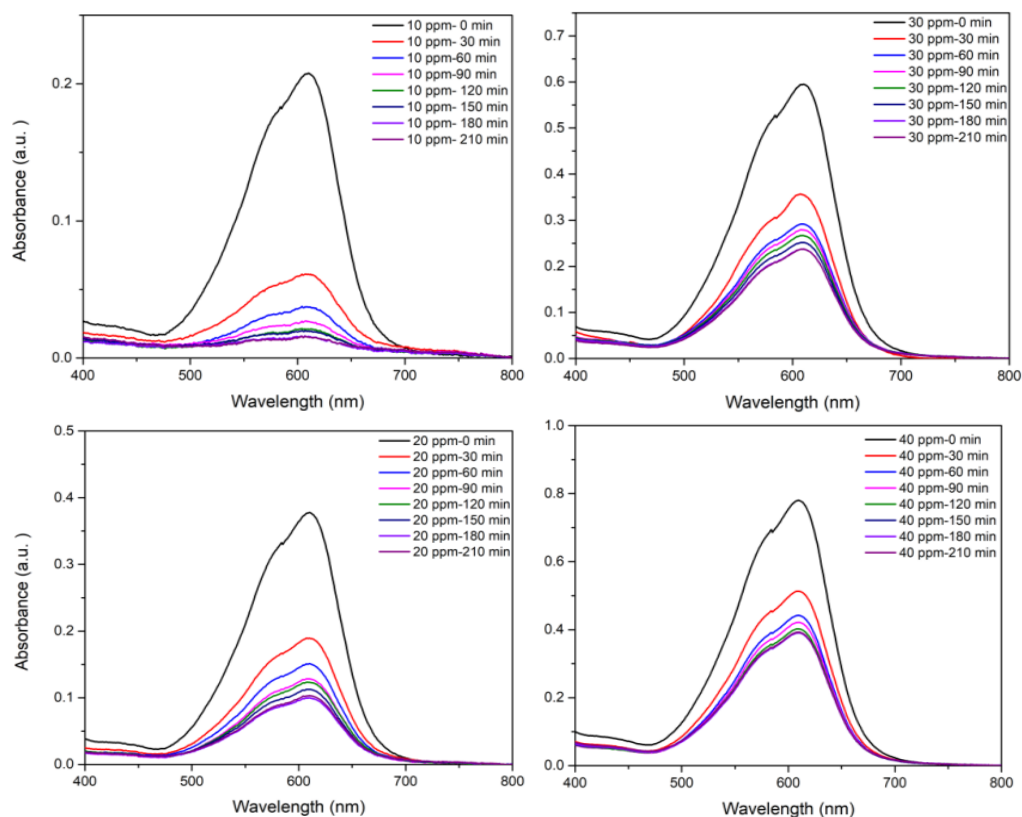 10 ppm- 0 min
10 ppm- 30 min
10 ppm-60 min
10 ppm-90 min
10 ppm- 120 min
10 ppm- 150 min
10 ppm- 180 min
10 ppm- 210 min
0.2
0.1
0.0
400
500
600
700
800
Absorbance (a.u. )
Wavelength (nm)
30 ppm-0 min
30 ppm-30 min
30 ppm-60 min
30 ppm-90 min
30 ppm-120 min
30 ppm-150 min
30 ppm-180 min
30 ppm-210 min
0.7
0.6
0.5
0.4
0.3
0.2
0.1
0.0
400
500
600
700
800
Wavelength (nm)
20 ppm-0 min
20 ppm-30 min
20 ppm-60 min
20 ppm-90 min
20 ppm-120 min
20 ppm-150 min
20 ppm-180 min
20 ppm-210 min
0.5
0.4
0.3
0.2
0.1
0.0
400
500
600
700
800
Absorbance (a.u. )
Wavelength (nm)
40 ppm-0 min
40 ppm-30 min
40 ppm-60 min
40 ppm-90 min
40 ppm-120 min
40 ppm-150 min
40 ppm-180 min
40 ppm-210 min
1.0
0.8
0.6
0.4
0.2
0.0
400
500
600
700
800
Wavelength (nm)